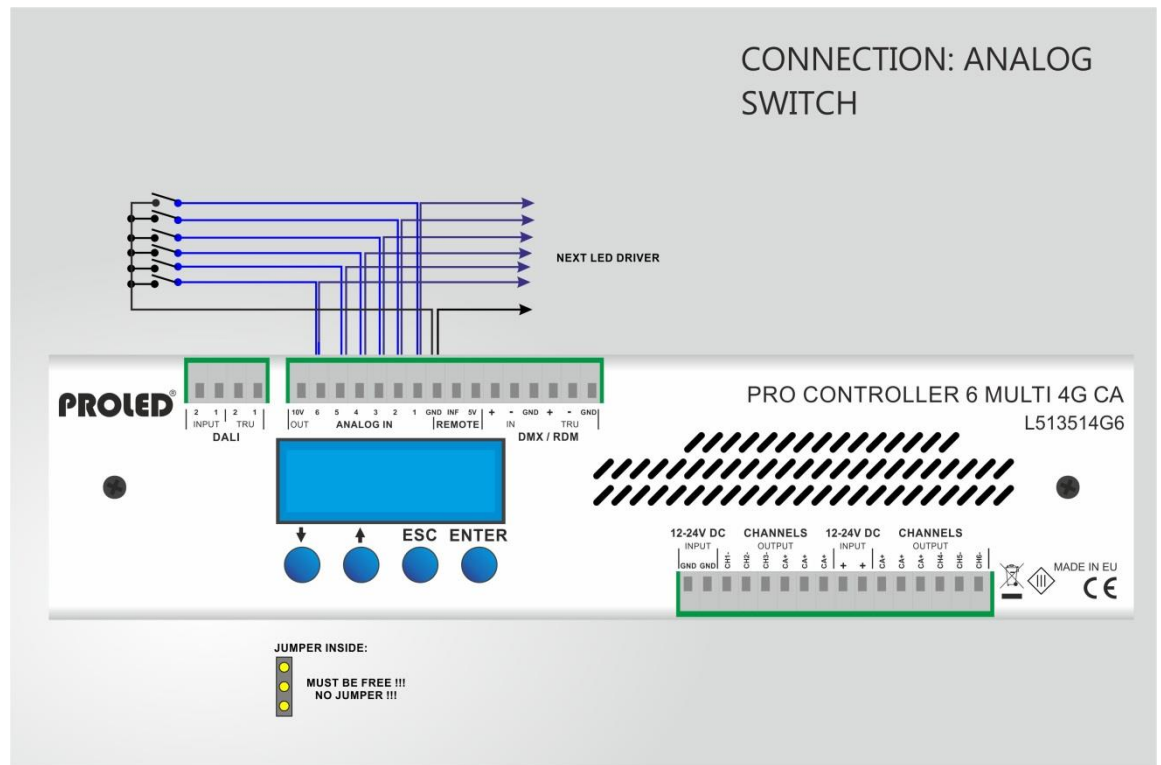 CONNECTION: ANALOG
SWITCH
NEXT LED DRIVER
PROLED®
2 1 2 1
INPUT TRU
DALI
10V 6 5 4 3 2 1 GND INF 5V + - GND + - GND
OUT ANALOG IN REMOTE IN TRU
DMX / RDM
PRO CONTROLLER 6 MULTI 4G CA
L513514G6
ESC ENTER
12-24V DC CHANNELS 12-24V DC CHANNELS
INPUT OUTPUT INPUT OUTPUT
GND GND CH1- CH2- CH3- CA+ CA+ CA+ + + CA+ CA+ CA+ CH4- CH5- CH6-
III
MADE IN EU
CE
JUMPER INSIDE:
MUST BE FREE !!!
NO JUMPER !!!